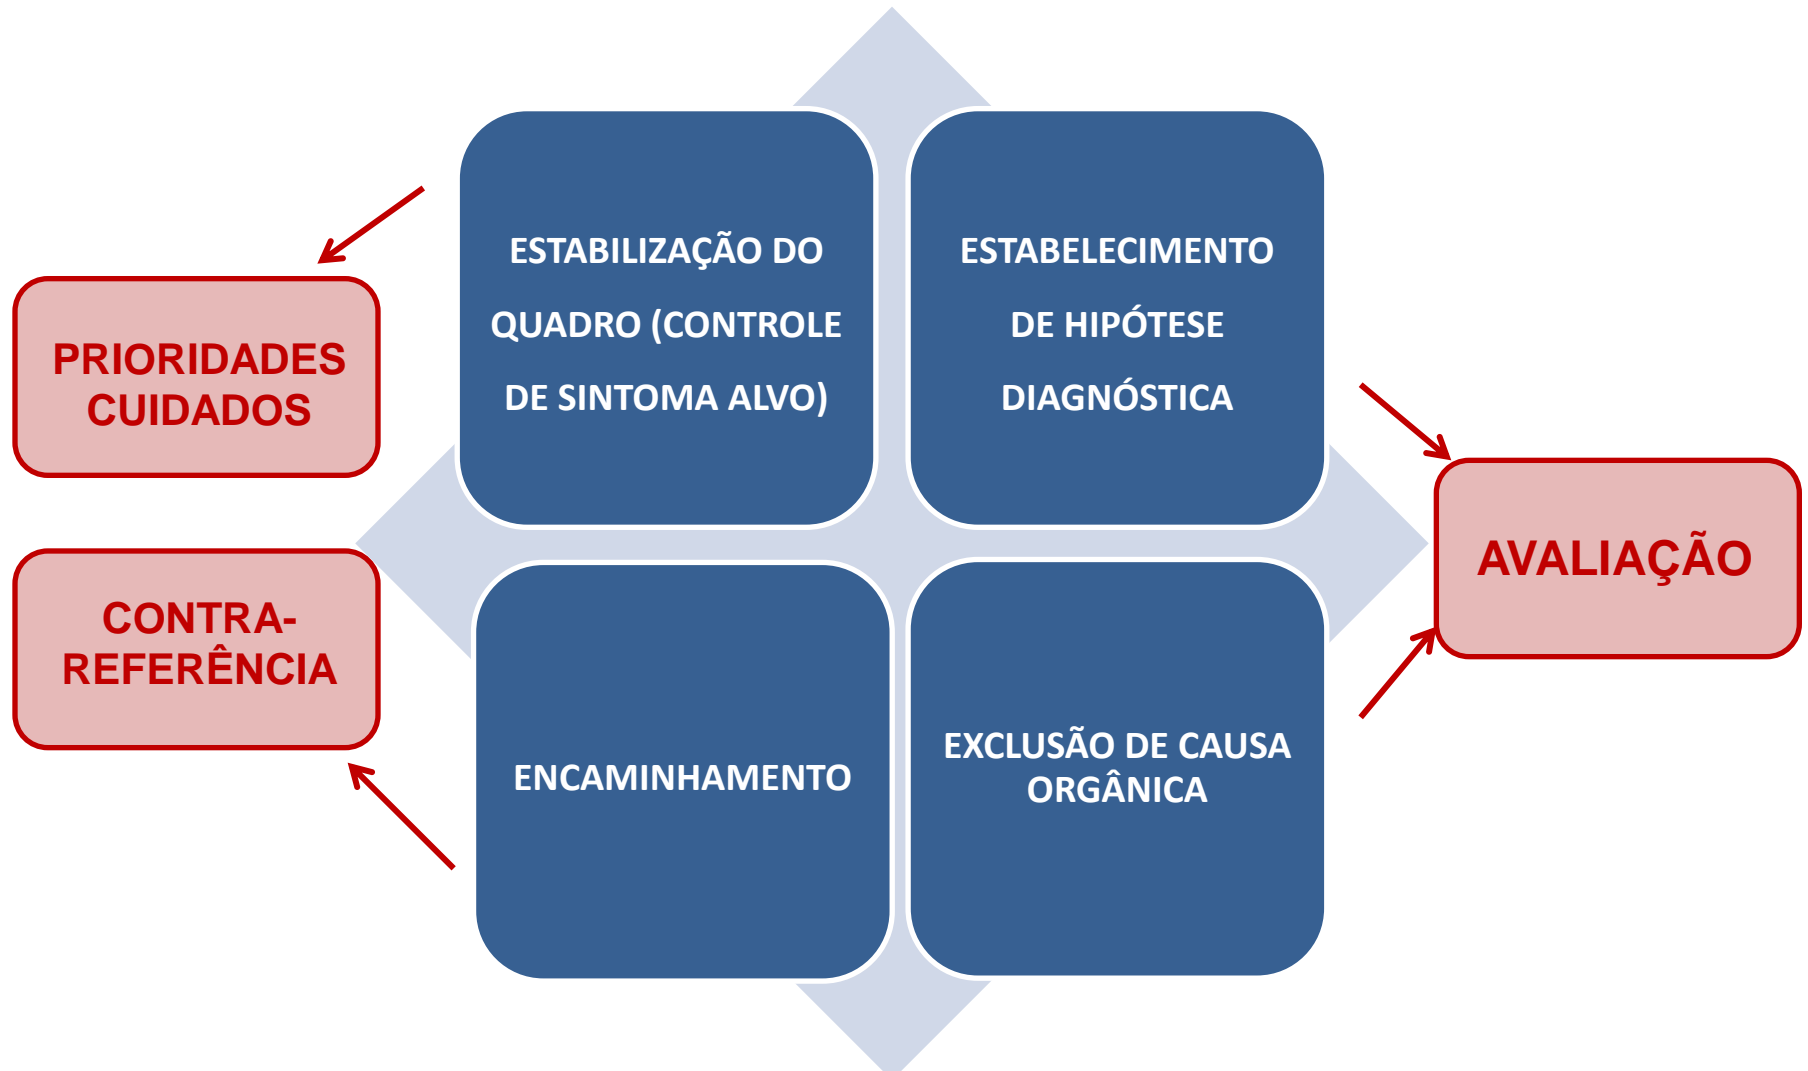 ESTABILIZAÇÃO DO
QUADRO (CONTROLE
DE SINTOMA ALVO)
ESTABELECIMENTO
DE HIPÓTESE
DIAGNÓSTICA
PRIORIDADES
CUIDADOS
AVALIAÇÃO
CONTRA-
REFERÊNCIA
ENCAMINHAMENTO
EXCLUSÃO DE CAUSA
ORGÂNICA